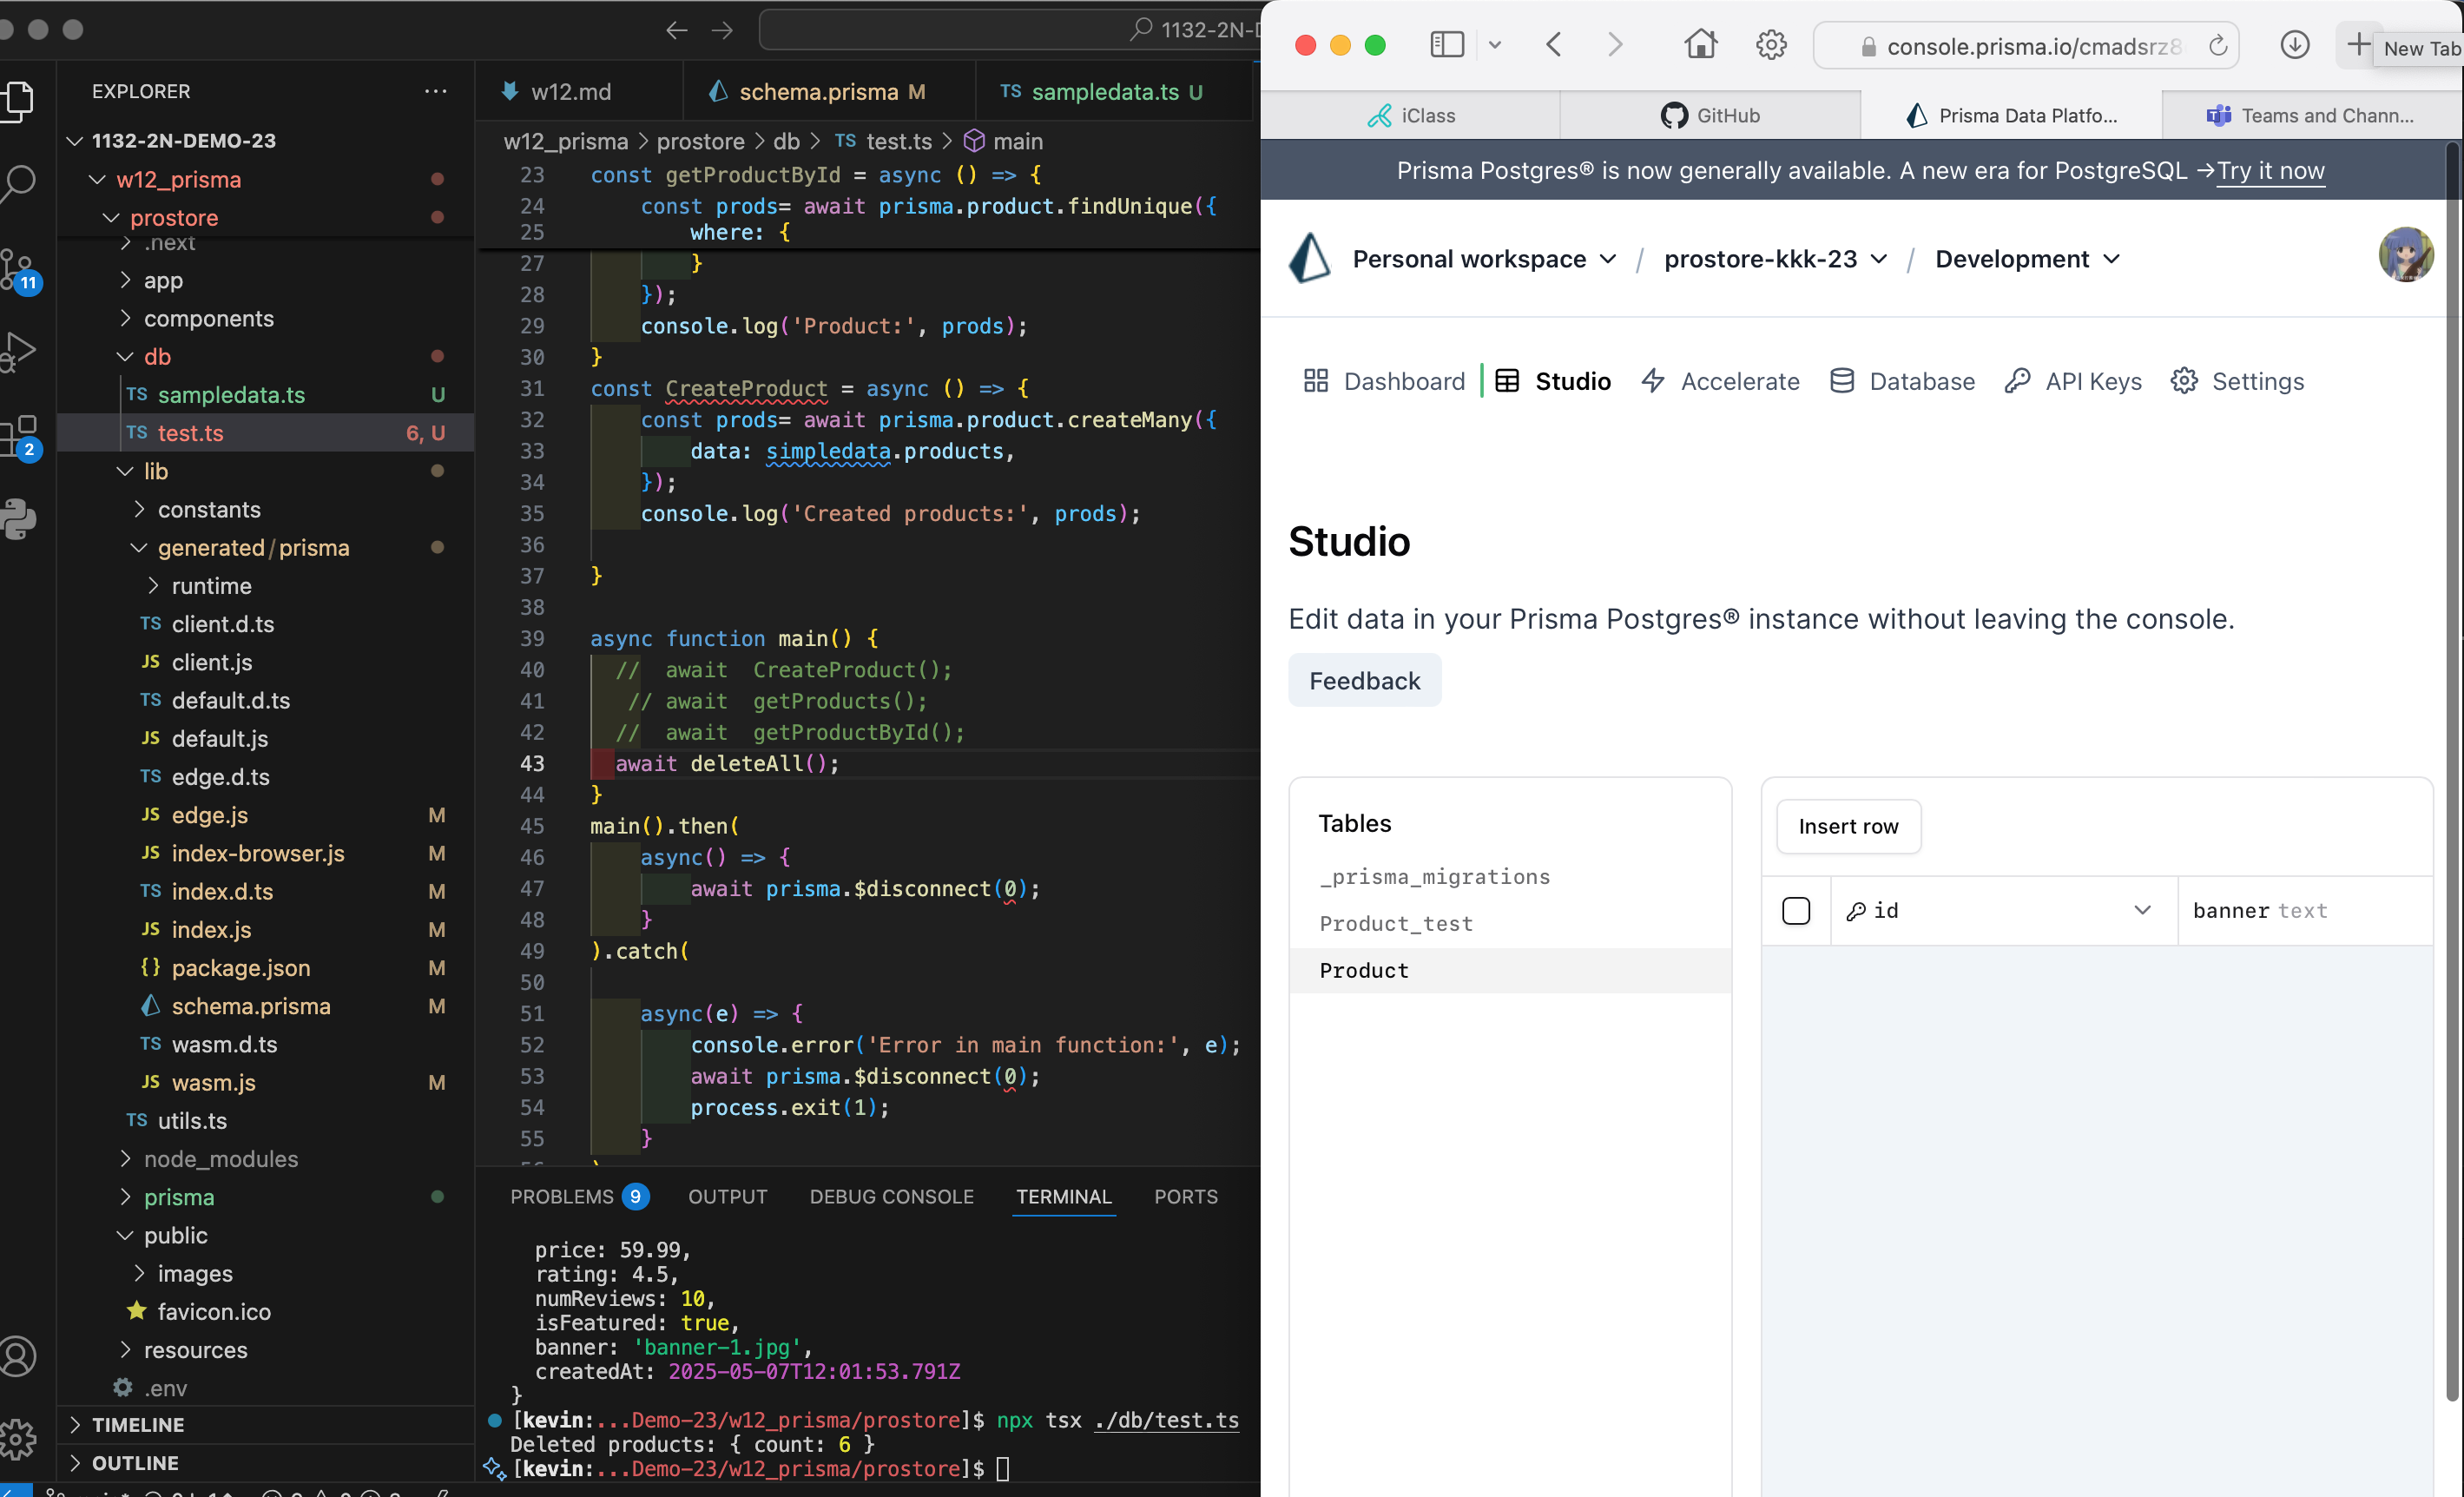 1132-2N-D
EXPLORER
1132-2N-DEMO-23
w12_prisma
prostore
.next
app
components
db
TS sampledata.ts U
TS test.ts 6, U
lib
constants
generated/prisma
runtime
TS client.d.ts
JS client.js
TS default.d.ts
JS default.js
TS edge.d.ts
JS edge.js M
JS index-browser.js M
TS index.d.ts M
JS index.js M
{} package.json M
schema.prisma M
TS wasm.d.ts
JS wasm.js M
TS utils.ts
node_modules
prisma
public
images
favicon.ico
resources
.env
TIMELINE
OUTLINE
11
2
w12.md
schema.prisma M
TS sampledata.ts U
w12_prisma > prostore > db > TS test.ts > main
23 const getProductById = async () => {
24 const prods= await prisma.product.findUnique({
25 where: {
27 }
28 });
29 console.log('Product:', prods);
30 }
31 const CreateProduct = async () => {
32 const prods= await prisma.product.createMany({
33 data: simpledata.products,
34 });
35 console.log('Created products:', prods);
36
37 }
38
39 async function main() {
40 // await CreateProduct();
41 // await getProducts();
42 // await getProductById();
43 await deleteAll();
44 }
45 main().then(
46 async() => {
47 await prisma.$disconnect(0);
48 }
49 ).catch(
50
51 async(e) => {
52 console.error('Error in main function:', e);
53 await prisma.$disconnect(0);
54 process.exit(1);
55 }
PROBLEMS 9 OUTPUT DEBUG CONSOLE TERMINAL PORTS
price: 59.99,
rating: 4.5,
numReviews: 10,
isFeatured: true,
banner: 'banner-1.jpg',
createdAt: 2025-05-07T12:01:53.791Z
}
[kevin:...Demo-23/w12_prisma/prostore]$ npx tsx ./db/test.ts
Deleted products: { count: 6 }
[kevin:...Demo-23/w12_prisma/prostore]$
console.prisma.io/cmadsrz8
New Tab
iClass
GitHub
Prisma Data Platfo...
Teams and Chann...
Prisma Postgres® is now generally available. A new era for PostgreSQL →Try it now
Personal workspace / prostore-kkk-23 / Development
Dashboard Studio Accelerate Database API Keys Settings
Studio
Edit data in your Prisma Postgres® instance without leaving the console.
Feedback
Tables
_prisma_migrations
Product_test
Product
Insert row
id
banner text